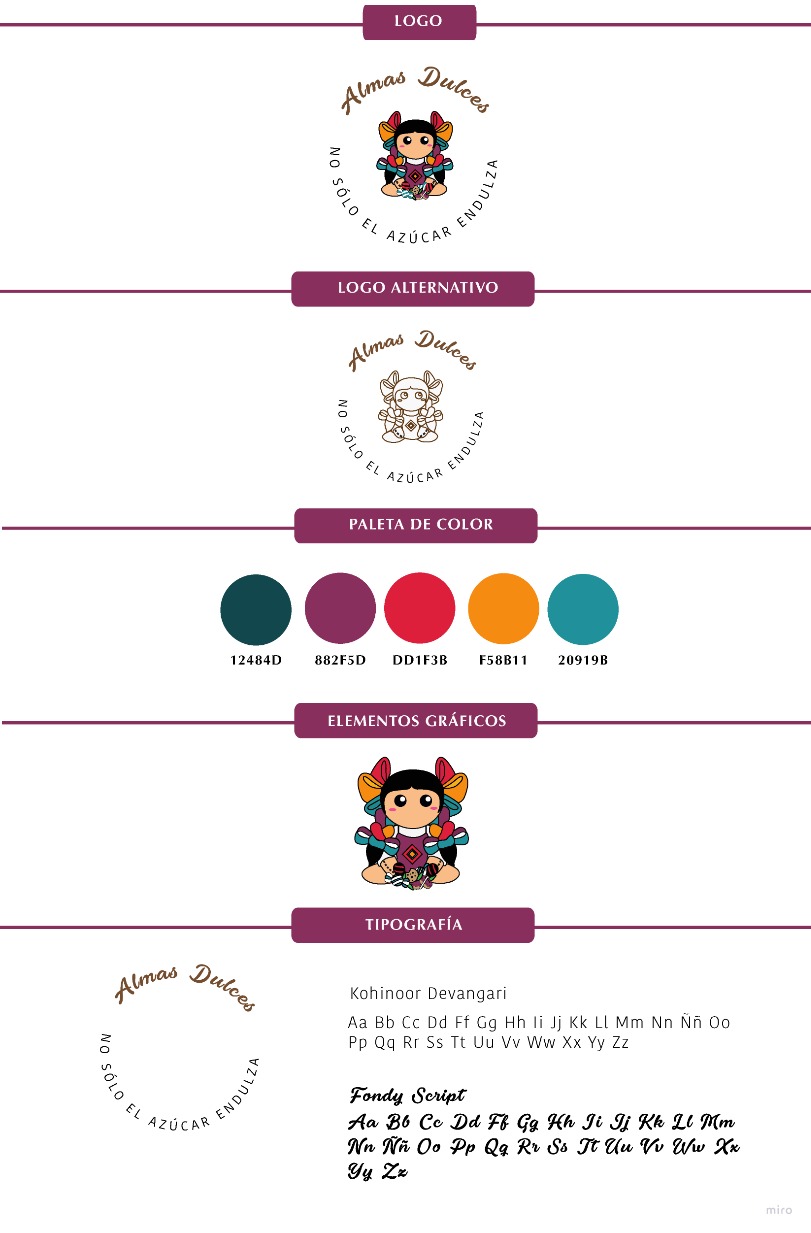 LOGO
Almas Dulces
NO SÓLO EL AZÚCAR ENDULZA
LOGO ALTERNATIVO
Almas Dulces
NO SÓLO EL AZÚCAR ENDULZA
PALETA DE COLOR
12484D 882F5D DD1F3B F58B11 20919B
ELEMENTOS GRÁFICOS
TIPOGRAFÍA
Almas Dulces
NO SÓLO EL AZÚCAR ENDULZA
Kohinoor Devangari
Aa Bb Cc Dd Ff Gg Hh Ii Jj Kk Ll Mm Nn Ññ Oo
Pp Qq Rr Ss Tt Uu Vv Ww Xx Yy Zz
Fondy Script
Aa Bb Cc Dd Ff Gg Hh Ii Jj Kk Ll Mm
Nn Ññ Oo Pp Qq Rr Ss Tt Uu Vv Ww Xx
Yy Zz
miro